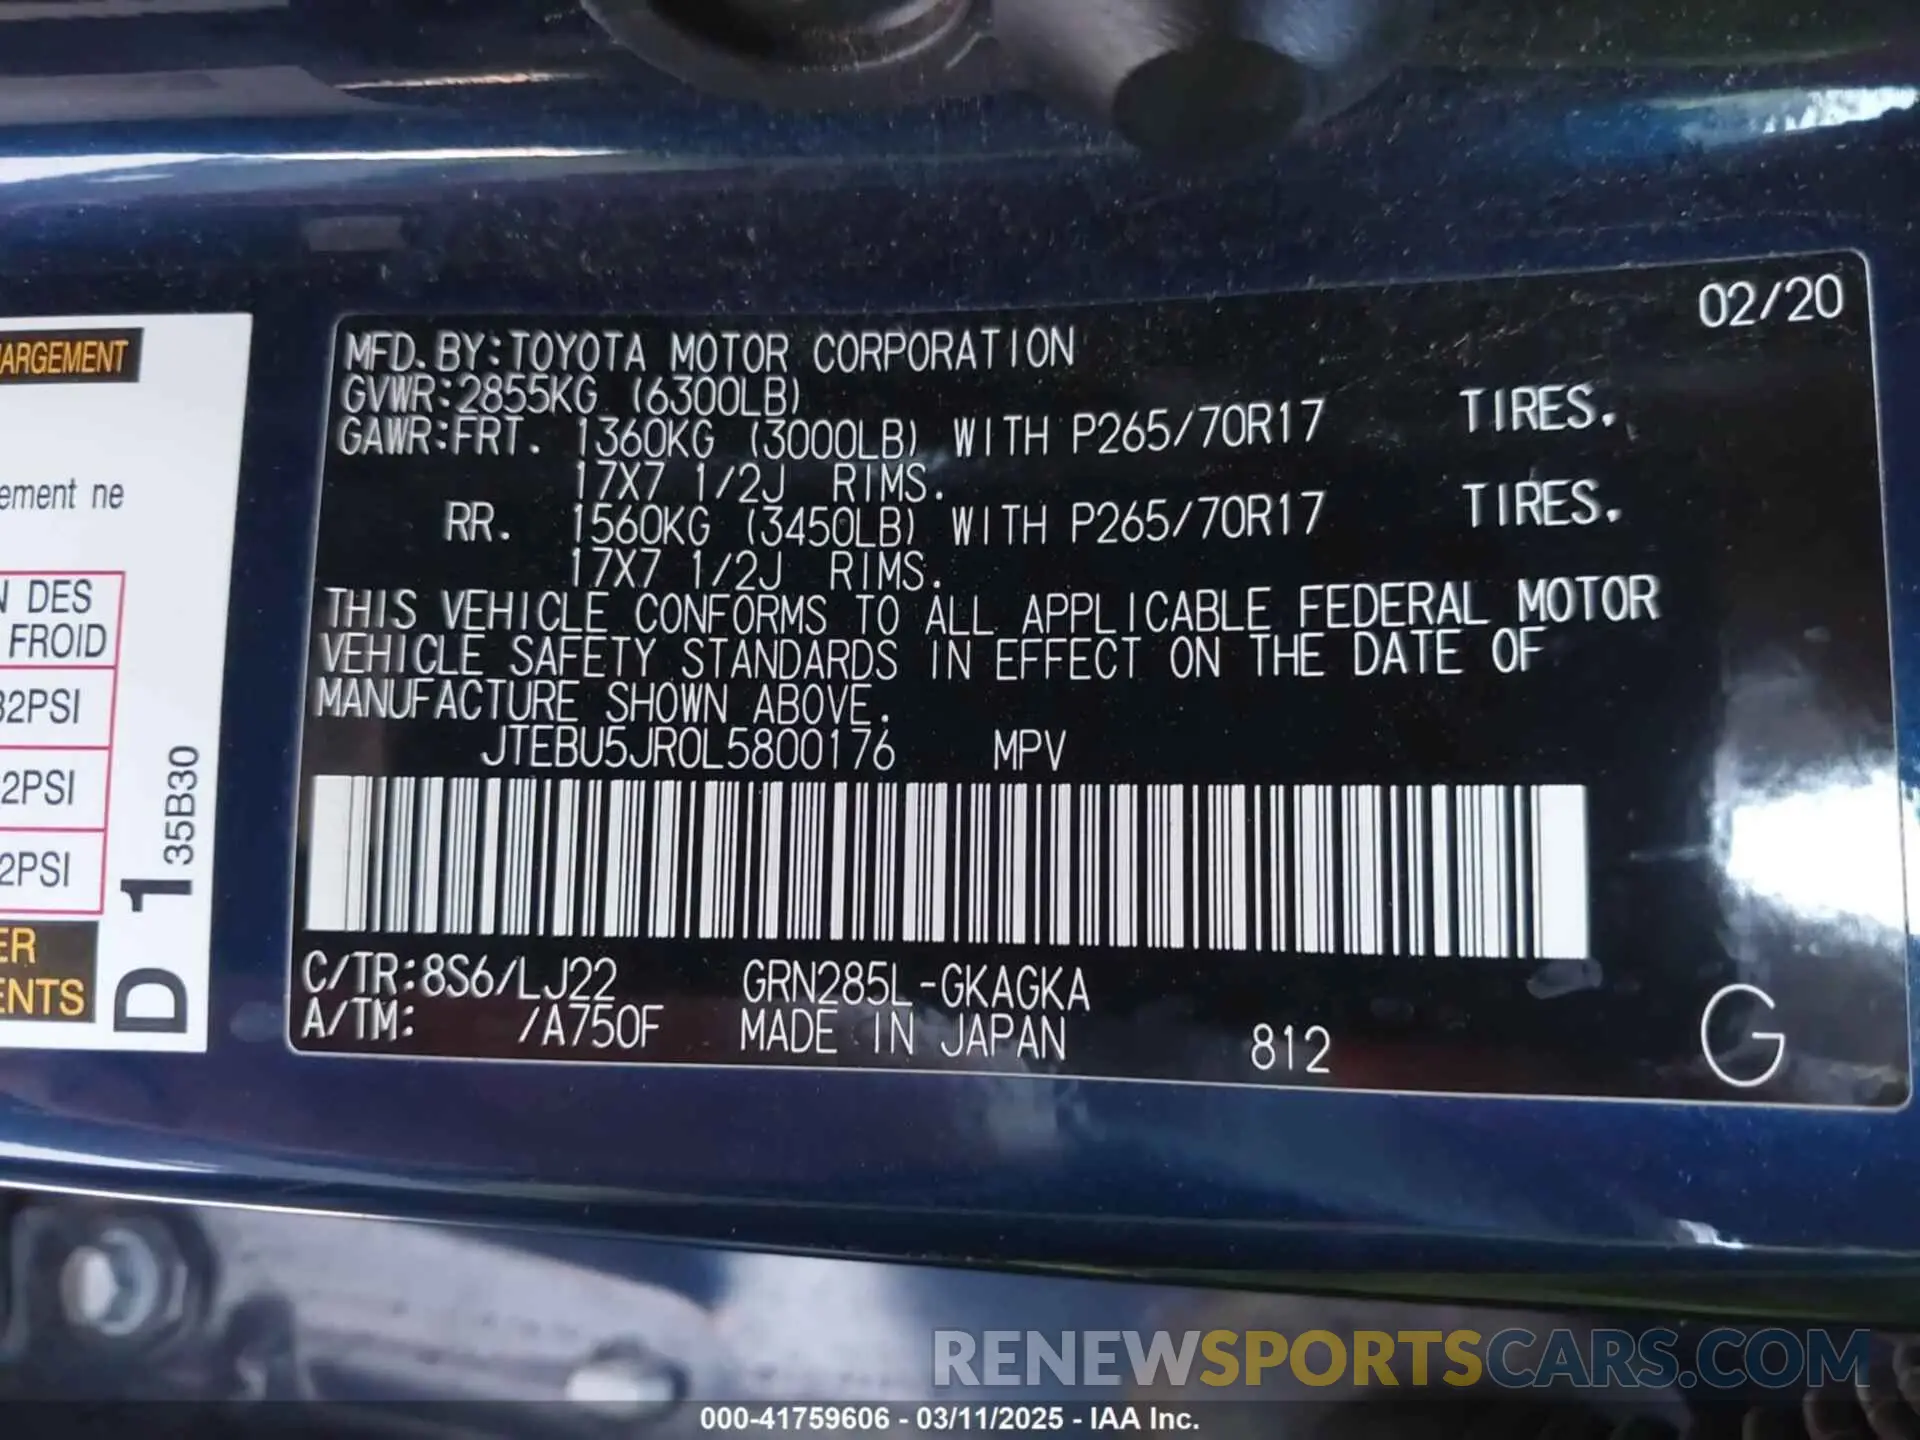 ARGEMENT
ement ne
N DES
FROID
32PSI
2PSI
2PSI
ER
ENTS
D 1 35B30
02/20
MFD. BY:TOYOTA MOTOR CORPORATION
GVWR:2855KG (6300LB)
GAWR:FRT. 1360KG (3000LB) WITH P265/70R17 TIRES.
17X7 1/2J RIMS.
RR. 1560KG (3450LB) WITH P265/70R17 TIRES.
17X7 1/2J RIMS.
THIS VEHICLE CONFORMS TO ALL APPLICABLE FEDERAL MOTOR
VEHICLE SAFETY STANDARDS IN EFFECT ON THE DATE OF
MANUFACTURE SHOWN ABOVE.
JTEBU5JR0L5800176 MPV
C/TR:8S6/LJ22 GRN285L-GKAGKA
A/TM: /A750F MADE IN JAPAN 812
G
RENEWSPORTSCARS.COM
000-41759606 - 03/11/2025 - IAA Inc.